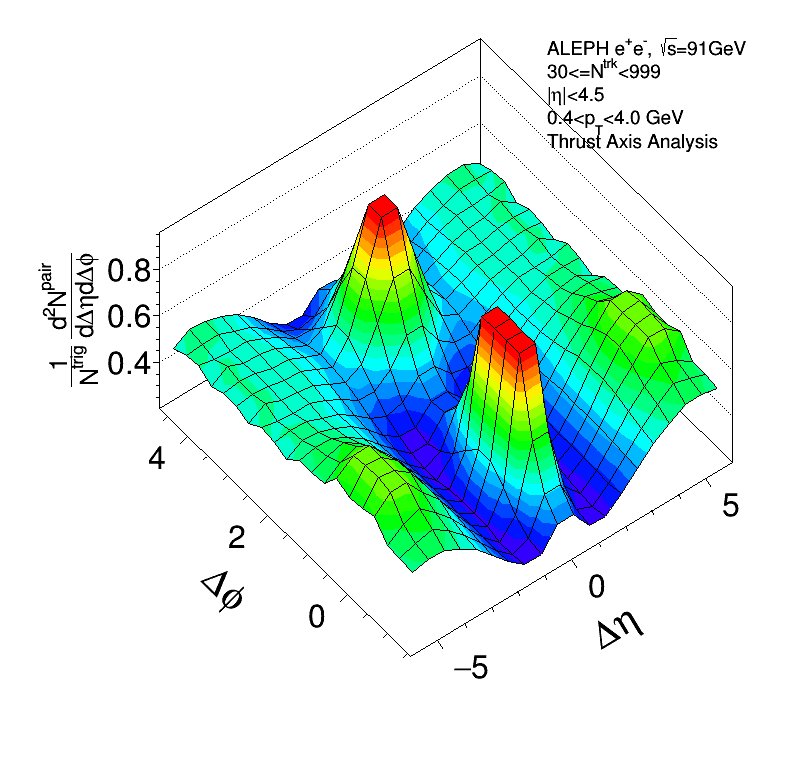 ALEPH e⁺e⁻, √s=91GeV
30<=Nᵗʳᵏ<999
|η|<4.5
0.4<p_T<4.0 GeV
Thrust Axis Analysis
1/N^trig d²N^pair/dΔηdΔϕ
0.8
0.6
0.4
4
2
0
Δϕ
−5
0
5
Δη